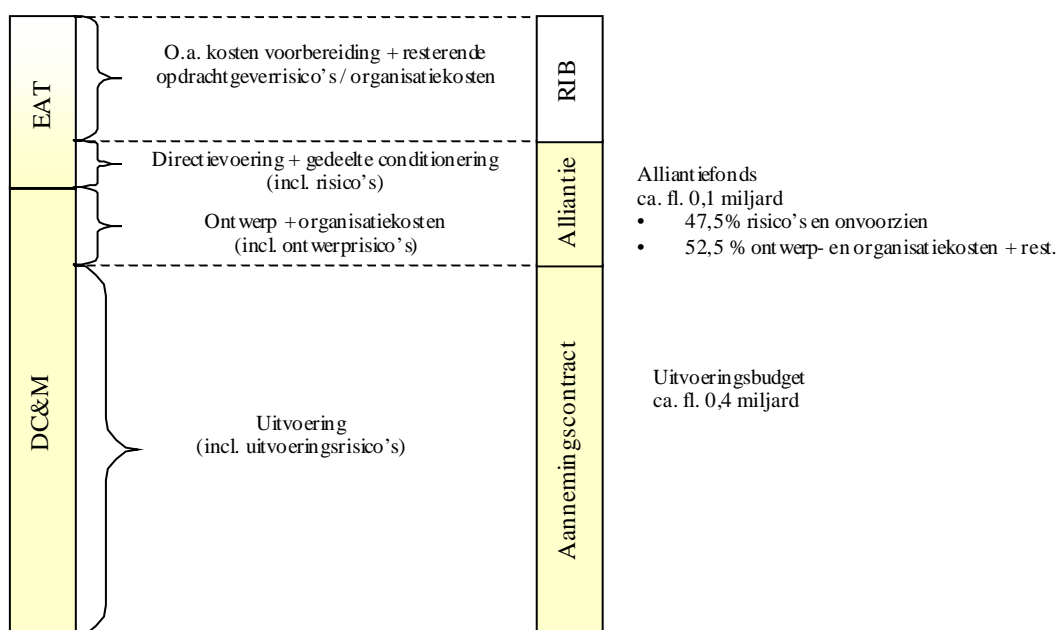 EAT
DC&M
O.a. kosten voorbereiding + resterende
opdrachtgeverrisico's / organisatiekosten
Directievoering + gedeelte conditionering
(incl. risico's)
Ontwerp + organisatiekosten
(incl. ontwerprisico's)
Uitvoering
(incl. uitvoeringsrisico's)
RIB
Alliantie
Aannemingscontract
Alliantiefonds
ca. fl. 0,1 miljard
• 47,5% risico's en onvoorzien
• 52,5 % ontwerp- en organisatiekosten + rest.
Uitvoeringsbudget
ca. fl. 0,4 miljard